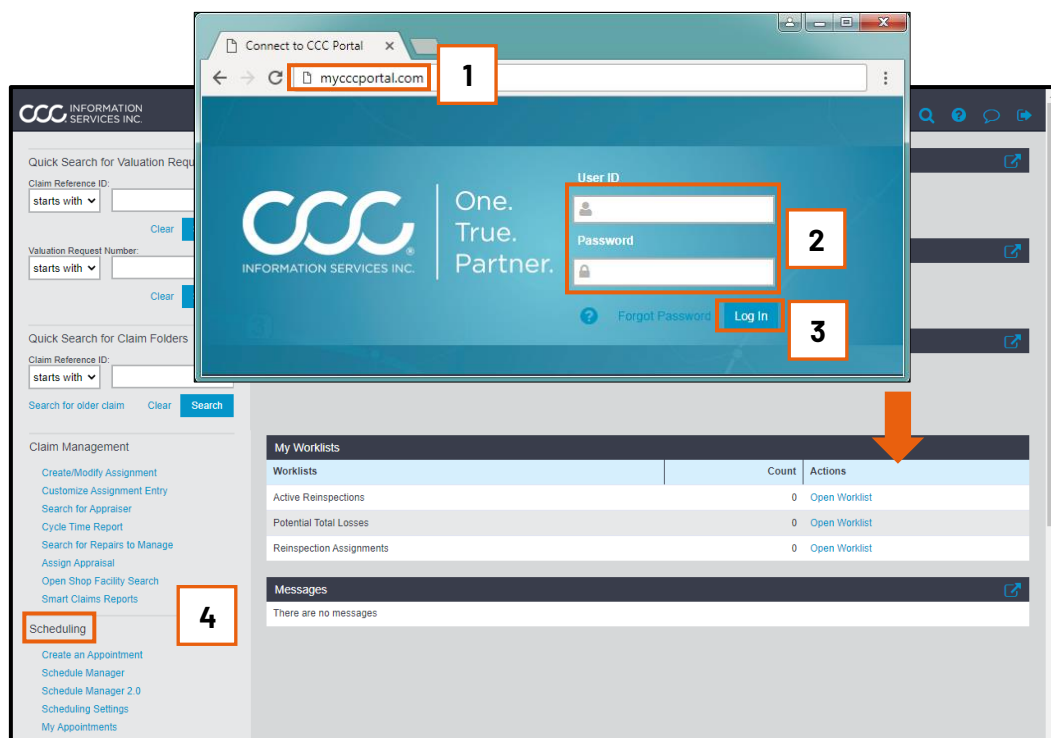 Connect to CCC Portal
mycccportal.com
1
CCC INFORMATION
SERVICES INC.
Quick Search for Valuation Requ
Claim Reference ID:
starts with
Clear
Valuation Request Number:
starts with
Clear
Quick Search for Claim Folders
Claim Reference ID:
starts with
Search for older claim Clear Search
CCC
INFORMATION SERVICES INC.
One.
True.
Partner.
User ID
Password
2
Forgot Password Log In
3
Claim Management
Create/Modify Assignment
Customize Assignment Entry
Search for Appraiser
Cycle Time Report
Search for Repairs to Manage
Assign Appraisal
Open Shop Facility Search
Smart Claims Reports
4
Scheduling
Create an Appointment
Schedule Manager
Schedule Manager 2.0
Scheduling Settings
My Appointments
My Worklists
Worklists Count Actions
Active Reinspections 0 Open Worklist
Potential Total Losses 0 Open Worklist
Reinspection Assignments 0 Open Worklist
Messages
There are no messages